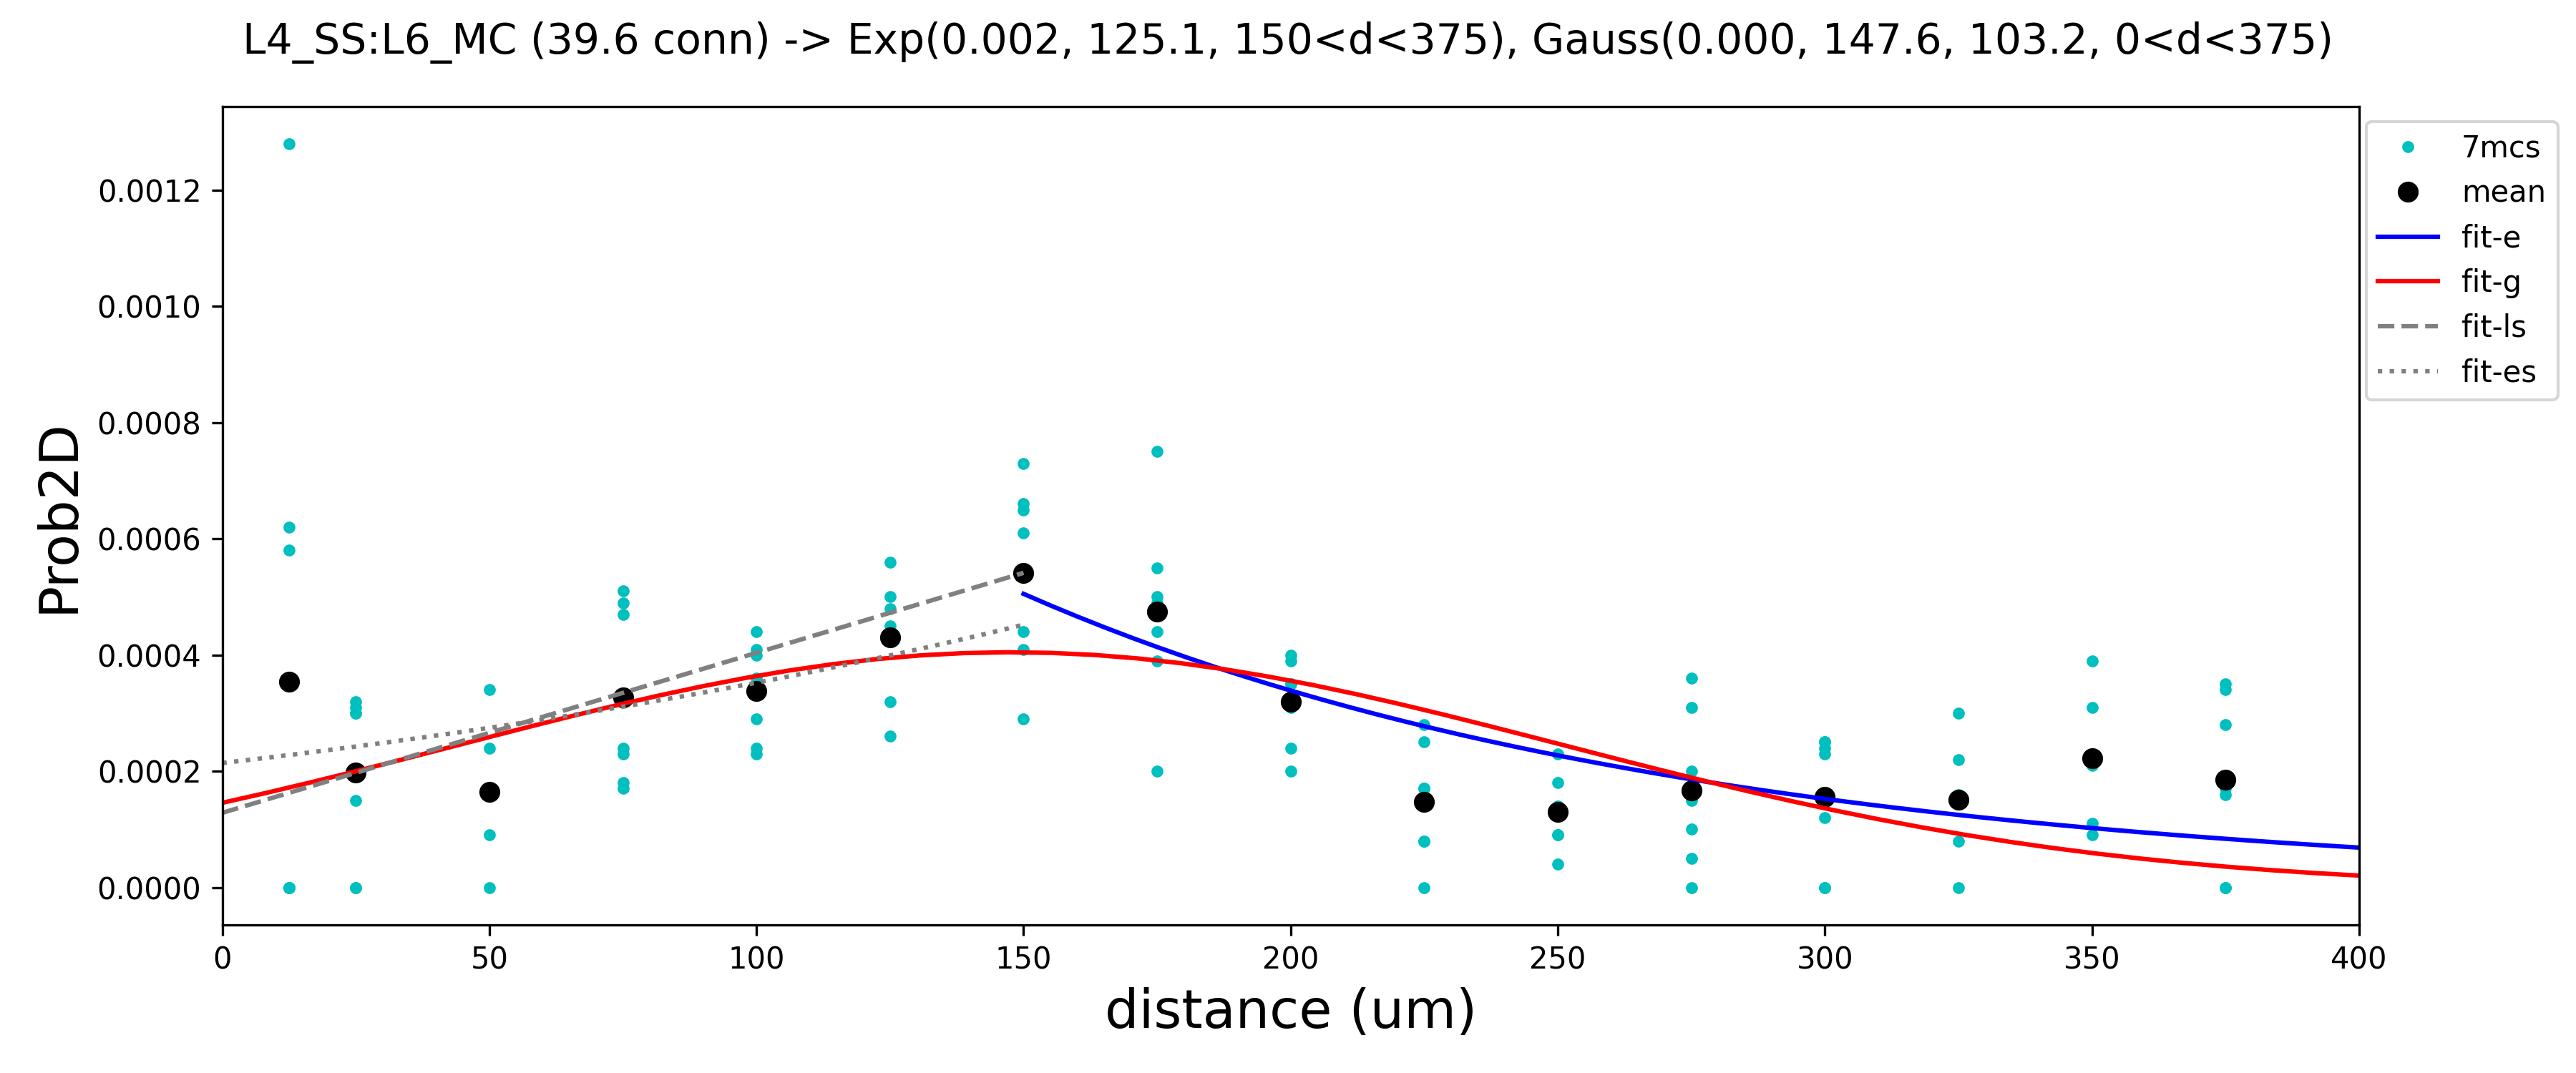 L4_SS:L6_MC (39.6 conn) -> Exp(0.002, 125.1, 150<d<375), Gauss(0.000, 147.6, 103.2, 0<d<375)
7mcs
mean
fit-e
fit-g
fit-ls
fit-es
Prob2D
0.0012
0.0010
0.0008
0.0006
0.0004
0.0002
0.0000
0 50 100 150 200 250 300 350 400
distance (um)